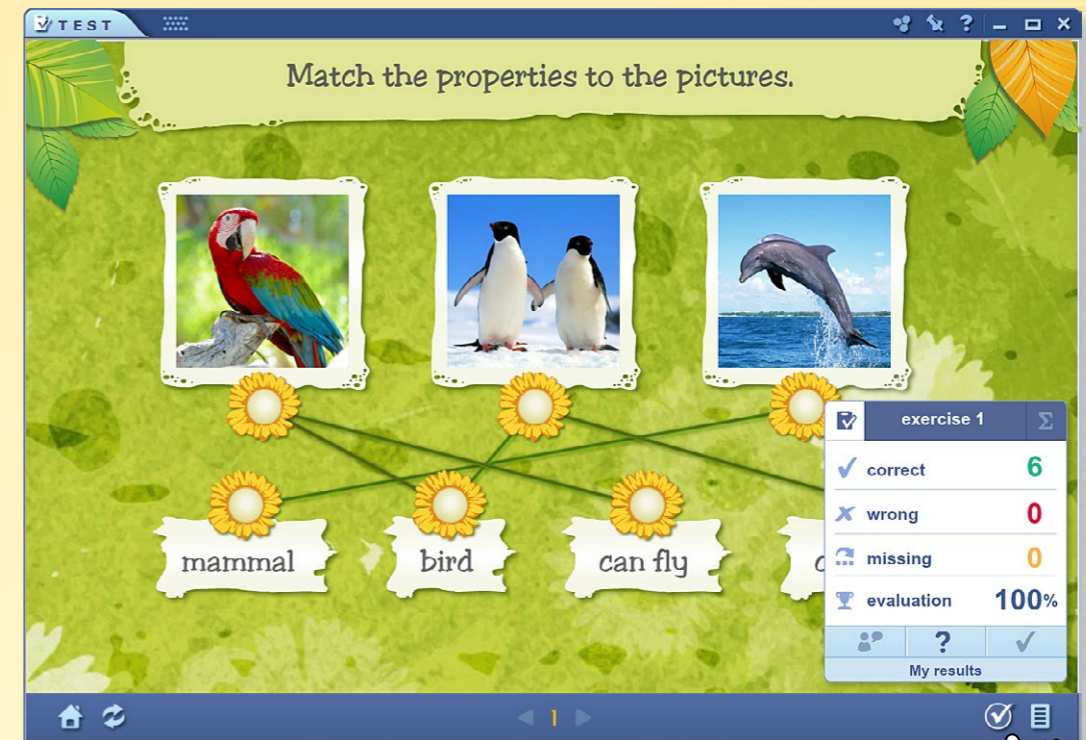 TEST
?
Match the properties to the pictures.
mammal
bird
can fly
exercise 1
Σ
correct 6
wrong 0
missing 0
evaluation 100%
?
My results
1